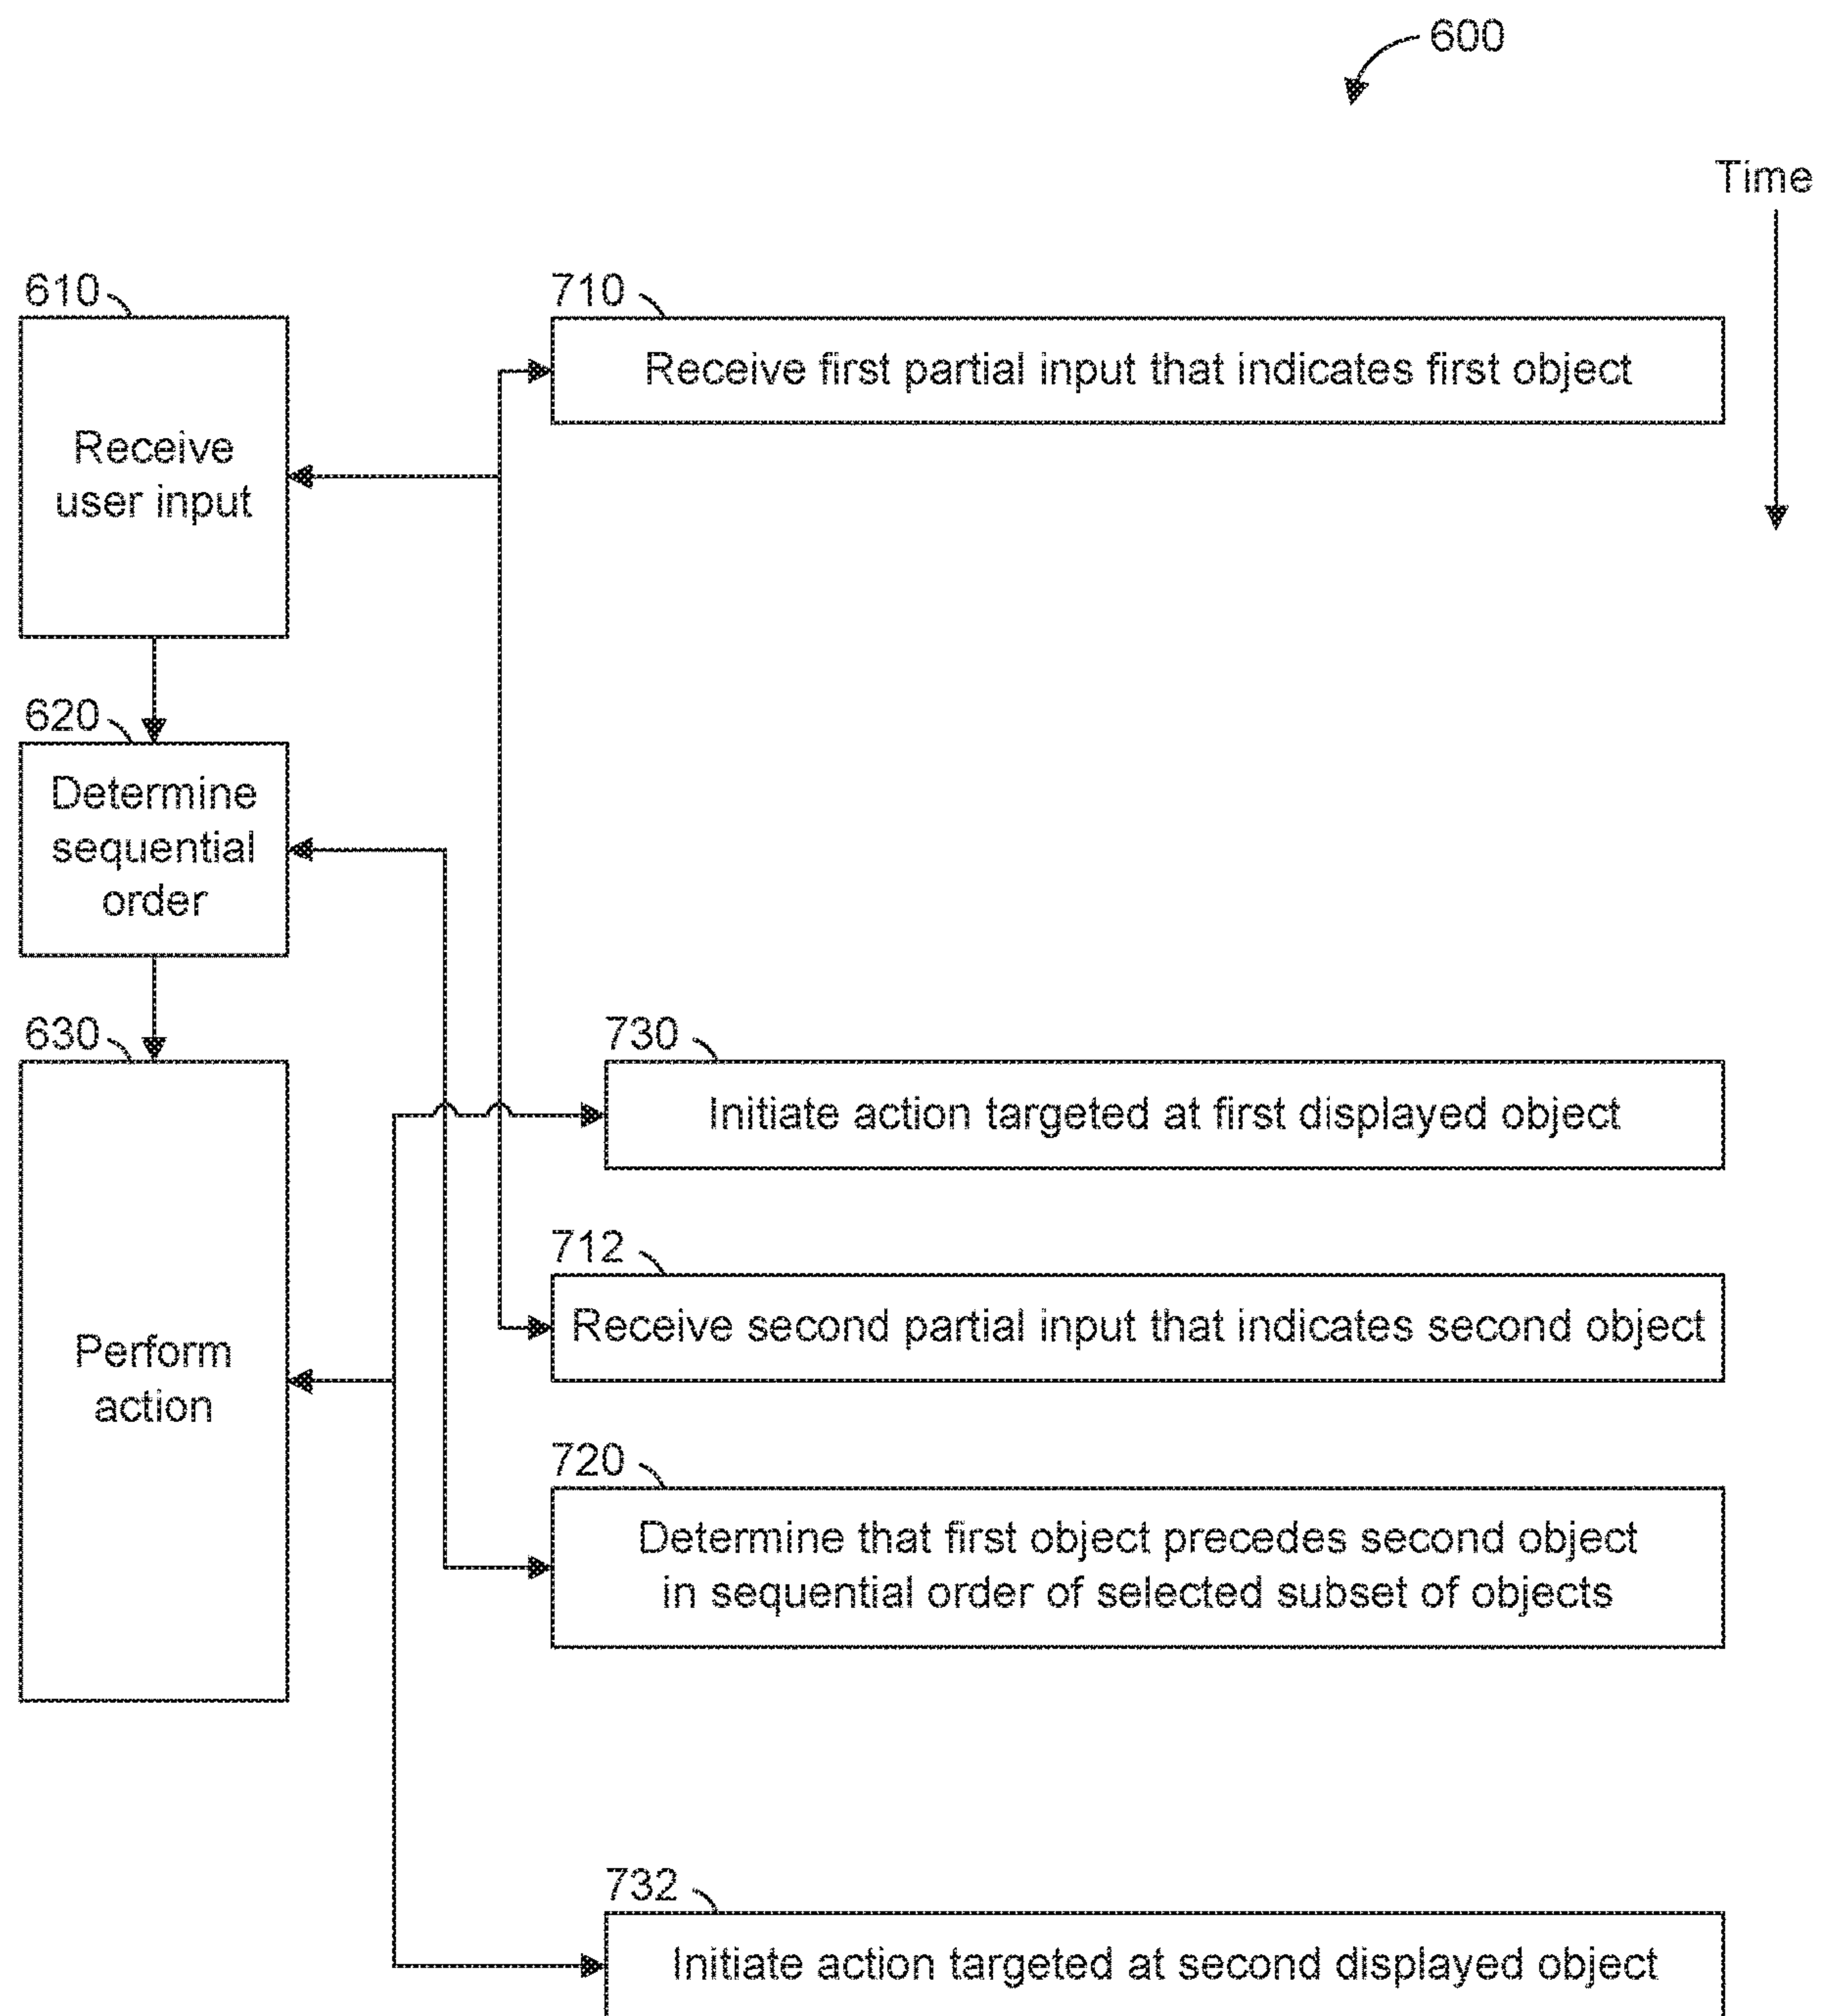 600
Time
610
Receive
user input
710
Receive first partial input that indicates first object
620
Determine
sequential
order
630
Perform
action
730
Initiate action targeted at first displayed object
712
Receive second partial input that indicates second object
720
Determine that first object precedes second object
in sequential order of selected subset of objects
732
Initiate action targeted at second displayed object